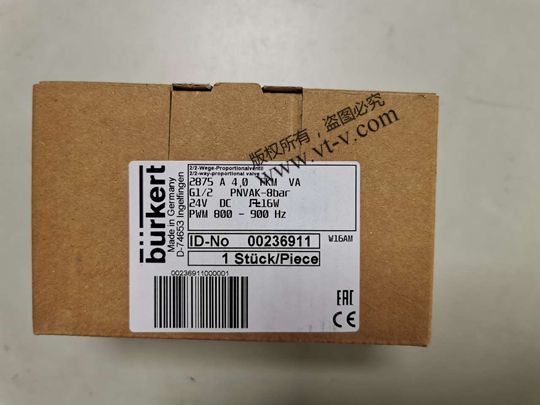 版权所有，盗图必究
www.vt-v.com
burkert
Made in Germany
D-74653 Ingelfingen
2/2-Wege-Proportionalventil
2/2-way-proportional valve
2875 A 4,0 FKM VA
G1/2 PNVAK-8bar
24V DC 16W
PWM 800 - 900 Hz
ID-No 00236911
W16AM
1 Stück/Piece
00236911000001
EAC
CE